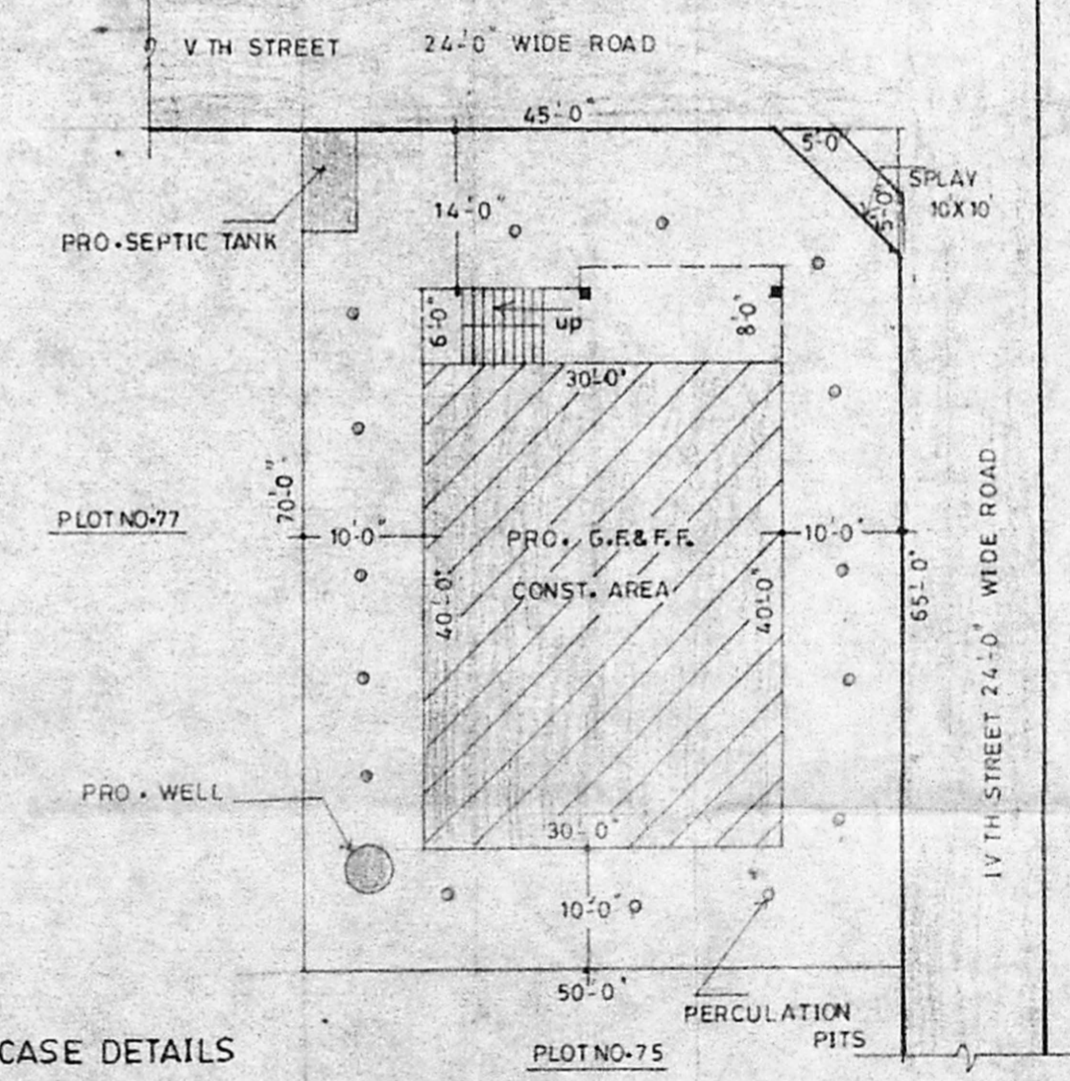 V TH STREET 24'-0" WIDE ROAD
45'-0"
5'-0"
SPLAY
10'X10'
5'-0"
14'-0"
PRO. SEPTIC TANK
6'-0"
up
8'-0"
30'-0"
70'-0"
PLOT NO.77
10'-0"
PRO. G.F.& F.F.
CONST. AREA
10'-0"
40'-0"
40'-0"
65'-0"
IV TH STREET 24'-0" WIDE ROAD
PRO. WELL
30'-0"
10'-0"
50'-0"
PERCULATION
PITS
CASE DETAILS
PLOT NO.75